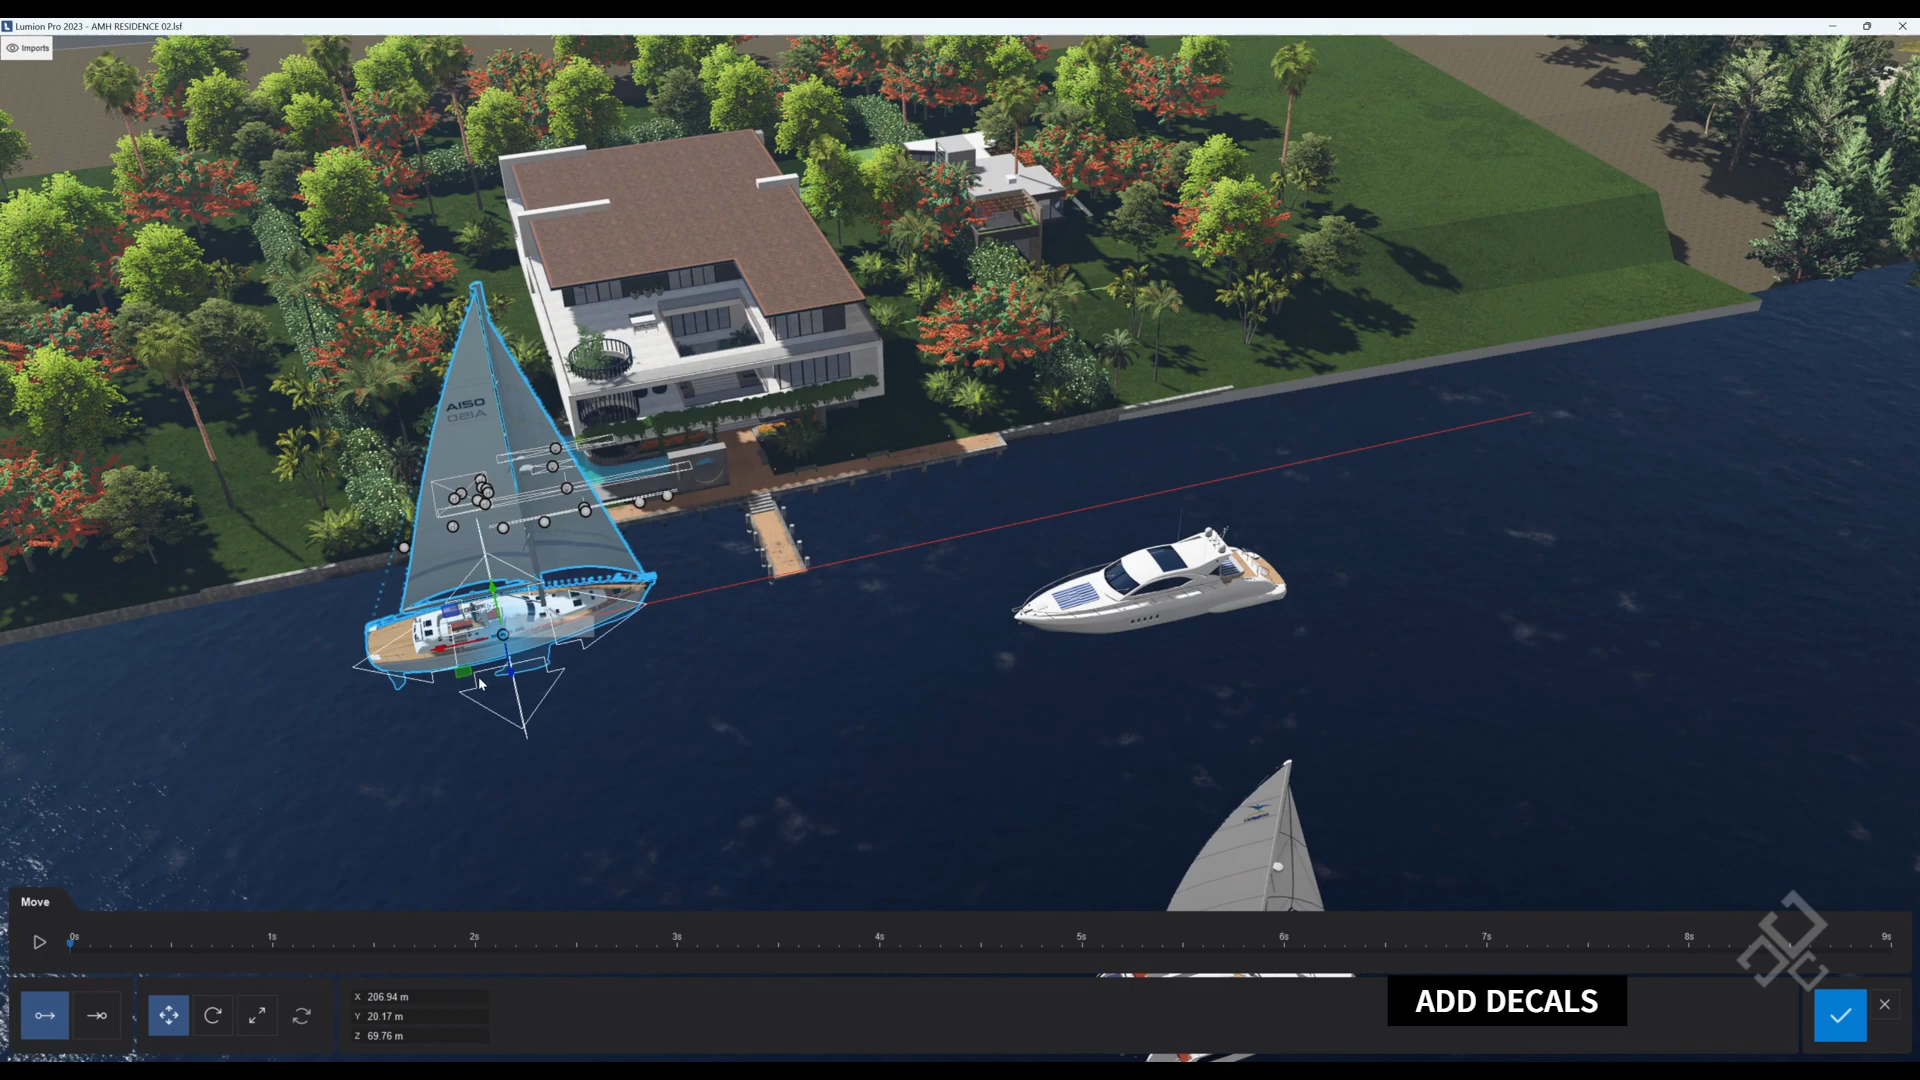 Lumion Pro 2023 - AMH RESIDENCE 02.lsf
Imports
A150
Move
0s 1s 2s 3s 4s 5s 6s 7s 8s 9s
X 206.94 m
Y 20.17 m
Z 69.76 m
ADD DECALS